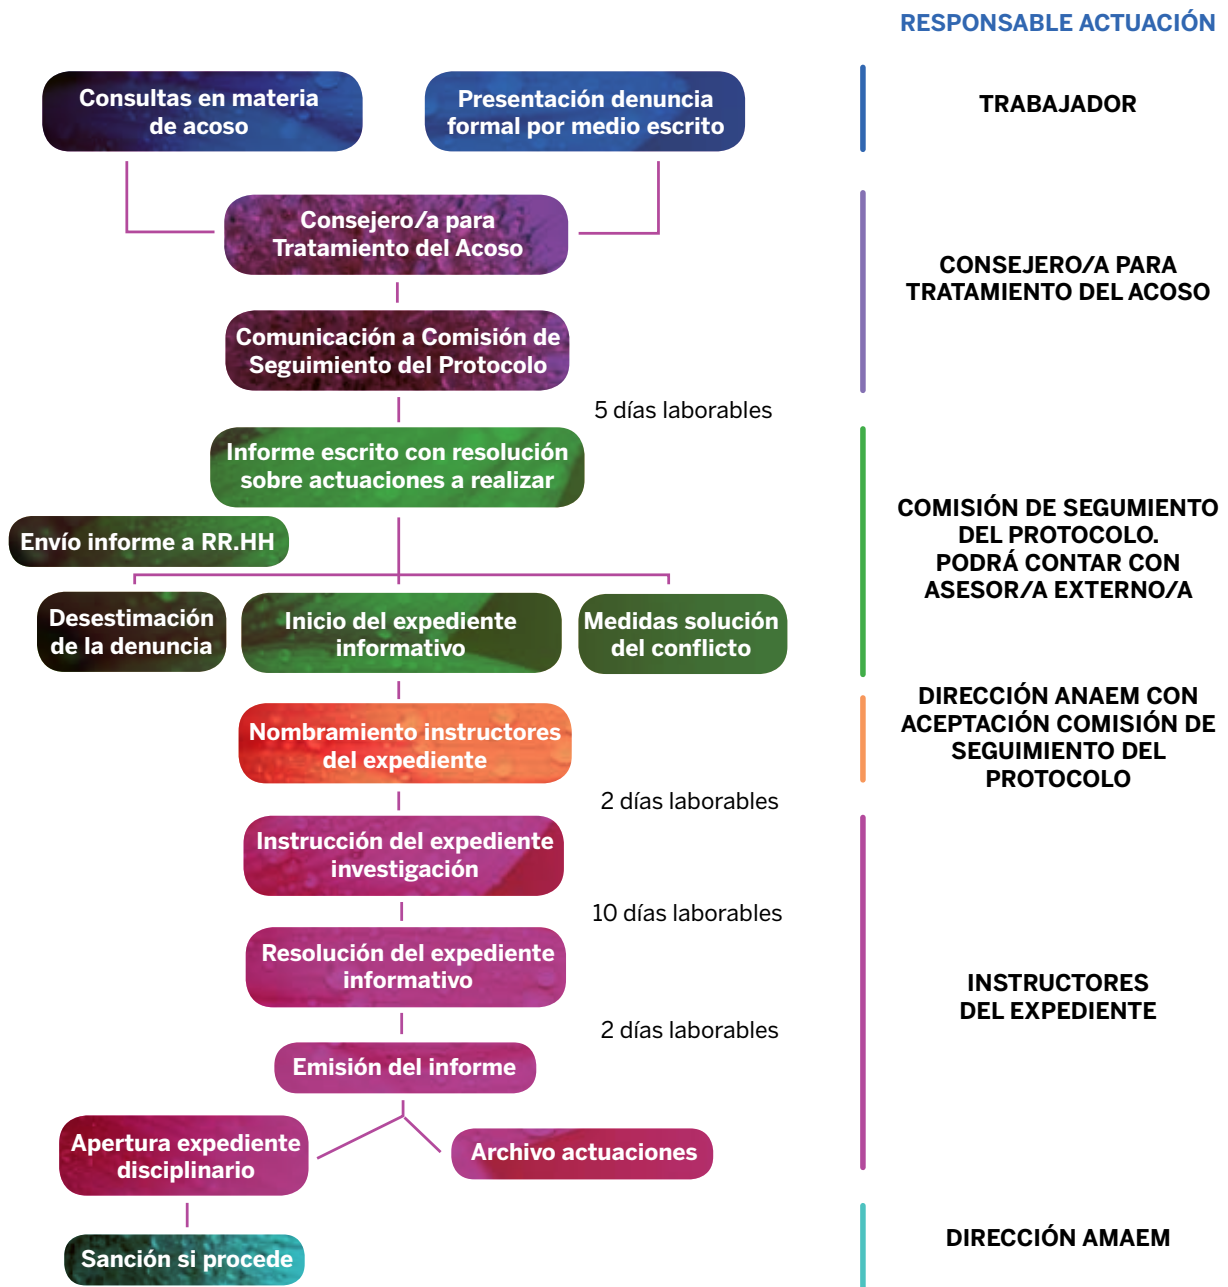 RESPONSABLE ACTUACIÓN
Consultas en materia
de acoso
Presentación denuncia
formal por medio escrito
TRABAJADOR
Consejero/a para
Tratamiento del Acoso
CONSEJERO/A PARA
TRATAMIENTO DEL ACOSO
Comunicación a Comisión de
Seguimiento del Protocolo
5 días laborables
Informe escrito con resolución
sobre actuaciones a realizar
COMISIÓN DE SEGUMIENTO
DEL PROTOCOLO.
PODRÁ CONTAR CON
ASESOR/A EXTERNO/A
Envío informe a RR.HH
Desestimación
de la denuncia
Inicio del expediente
informativo
Medidas solución
del conflicto
Nombramiento instructores
del expediente
DIRECCIÓN ANAEM CON
ACEPTACIÓN COMISIÓN DE
SEGUIMIENTO DEL
PROTOCOLO
2 días laborables
Instrucción del expediente
investigación
10 días laborables
Resolución del expediente
informativo
INSTRUCTORES
DEL EXPEDIENTE
2 días laborables
Emisión del informe
Apertura expediente
disciplinario
Archivo actuaciones
Sanción si procede
DIRECCIÓN AMAEM